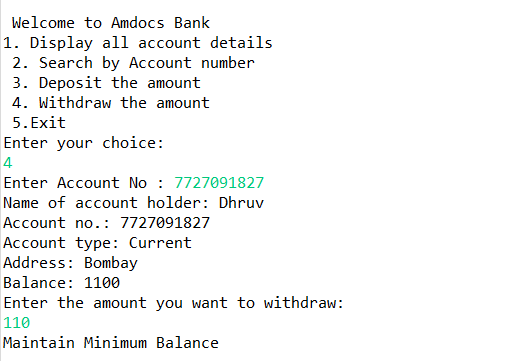 Welcome to Amdocs Bank
1. Display all account details
2. Search by Account number
3. Deposit the amount
4. Withdraw the amount
5.Exit
Enter your choice:
4
Enter Account No : 7727091827
Name of account holder: Dhruv
Account no.: 7727091827
Account type: Current
Address: Bombay
Balance: 1100
Enter the amount you want to withdraw:
110
Maintain Minimum Balance